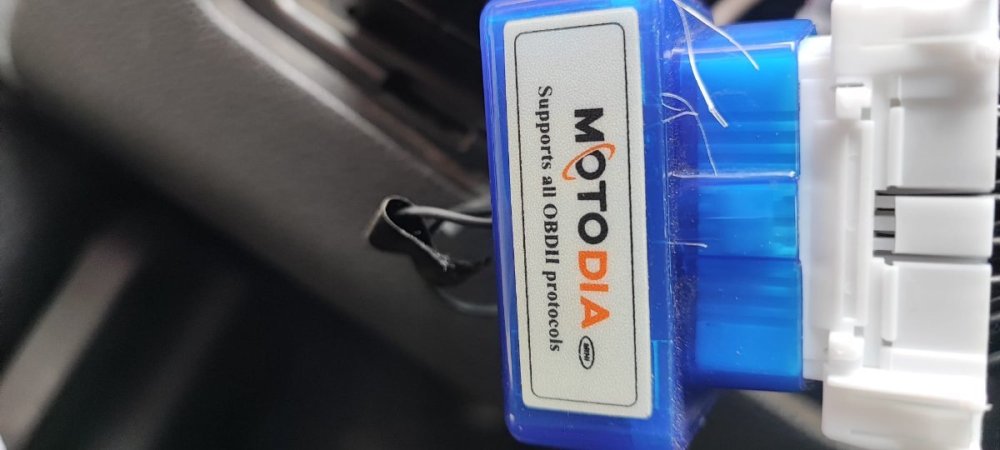 MOTODIA
Supports all OBDII protocols